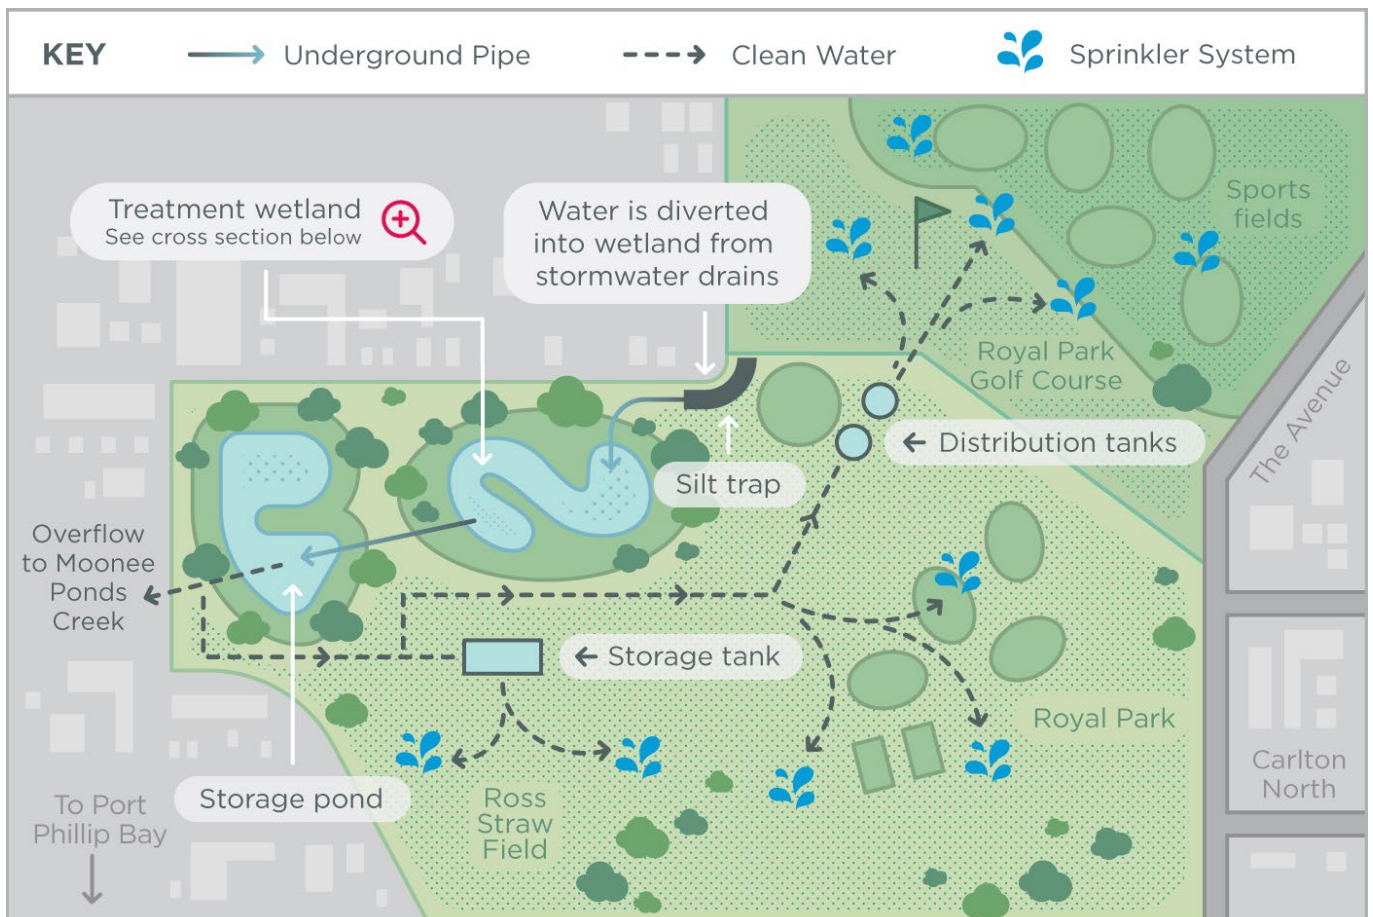 KEY
Underground Pipe
Clean Water
Sprinkler System
Treatment wetland
See cross section below
Water is diverted
into wetland from
stormwater drains
Sports
fields
Royal Park
Golf Course
The Avenue
Distribution tanks
Silt trap
Overflow
to Moonee
Ponds
Creek
Storage tank
Royal Park
Carlton
North
Storage pond
Ross
Straw
Field
To Port
Phillip Bay